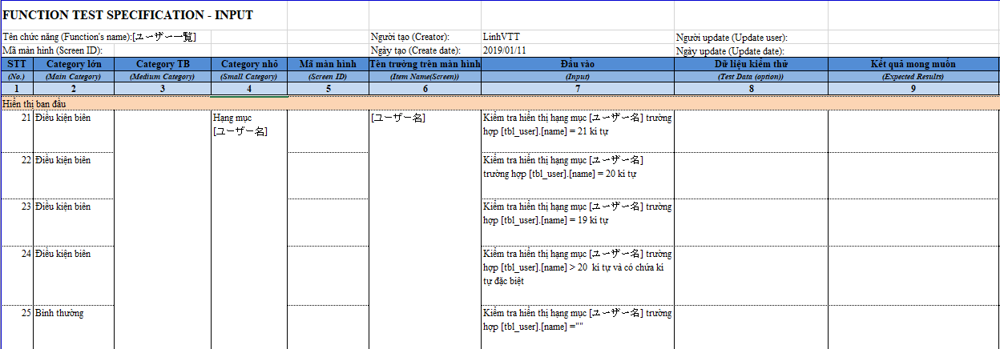 FUNCTION TEST SPECIFICATION - INPUT
Tên chức năng (Function's name):[ユーザー一覧] Người tạo (Creator): LinhVTT Người update (Update user):
Mã màn hình (Screen ID): Ngày tạo (Create date): 2019/01/11 Ngày update (Update date):
STT Category lớn Category TB Category nhỏ Mã màn hình Tên trường trên màn hình Đầu vào Dữ liệu kiểm thử Kết quả mong muốn
(No.) (Main Category) (Medium Category) (Small Category) (Screen ID) (Item Name(Screen)) (Input) (Test Data (option)) (Expected Results)
1 2 3 4 5 6 7 8 9
Hiển thị ban đầu
21 Điều kiện biên Hạng mục [ユーザー名] Kiểm tra hiển thị hạng mục [ユーザー名] trường
[ユーザー名] hợp [tbl_user].[name] = 21 kí tự
22 Điều kiện biên Kiểm tra hiển thị hạng mục [ユーザー名]
trường hợp [tbl_user].[name] = 20 kí tự
23 Điều kiện biên Kiểm tra hiển thị hạng mục [ユーザー名] trường
hợp [tbl_user].[name] = 19 kí tự
24 Điều kiện biên Kiểm tra hiển thị hạng mục [ユーザー名] trường
hợp [tbl_user].[name] > 20 kí tự và có chứa kí
tự đặc biệt
25 Bình thường Kiểm tra hiển thị hạng mục [ユーザー名] trường
hợp [tbl_user].[name] =""